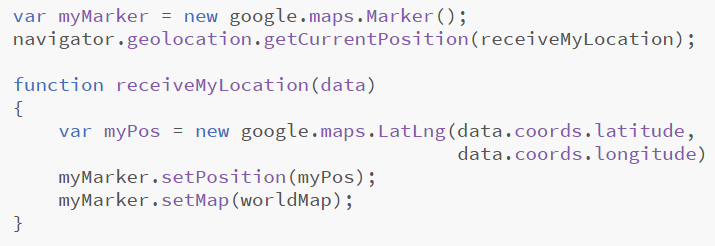 var myMarker = new google.maps.Marker();
navigator.geolocation.getCurrentPosition(receiveMyLocation);

function receiveMyLocation(data)
{
    var myPos = new google.maps.LatLng(data.coords.latitude,
                                       data.coords.longitude)
    myMarker.setPosition(myPos);
    myMarker.setMap(worldMap);
}